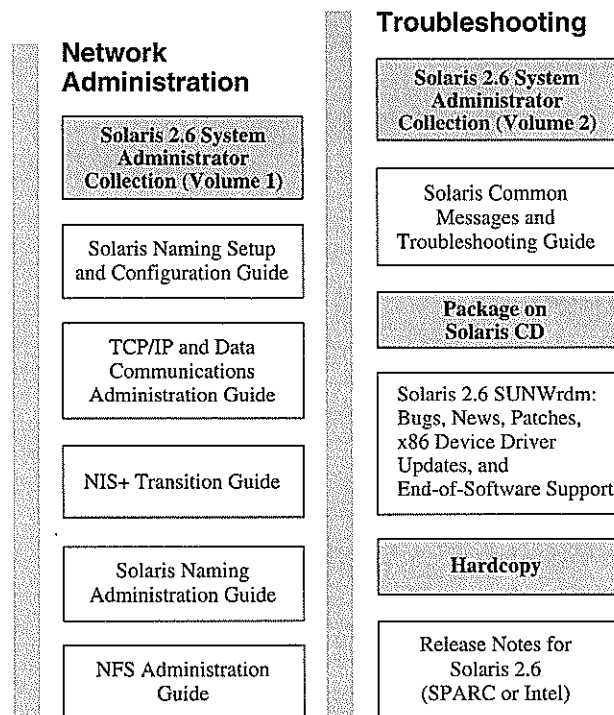 Network
Administration
Solaris 2.6 System
Administrator
Collection (Volume 1)
Solaris Naming Setup
and Configuration Guide
TCP/IP and Data
Communications
Administration Guide
NIS+ Transition Guide
Solaris Naming
Administration Guide
NFS Administration
Guide
Troubleshooting
Solaris 2.6 System
Administrator
Collection (Volume 2)
Solaris Common
Messages and
Troubleshooting Guide
Package on
Solaris CD
Solaris 2.6 SUNWrdm:
Bugs, News, Patches,
x86 Device Driver
Updates, and
End-of-Software Support
Hardcopy
Release Notes for
Solaris 2.6
(SPARC or Intel)